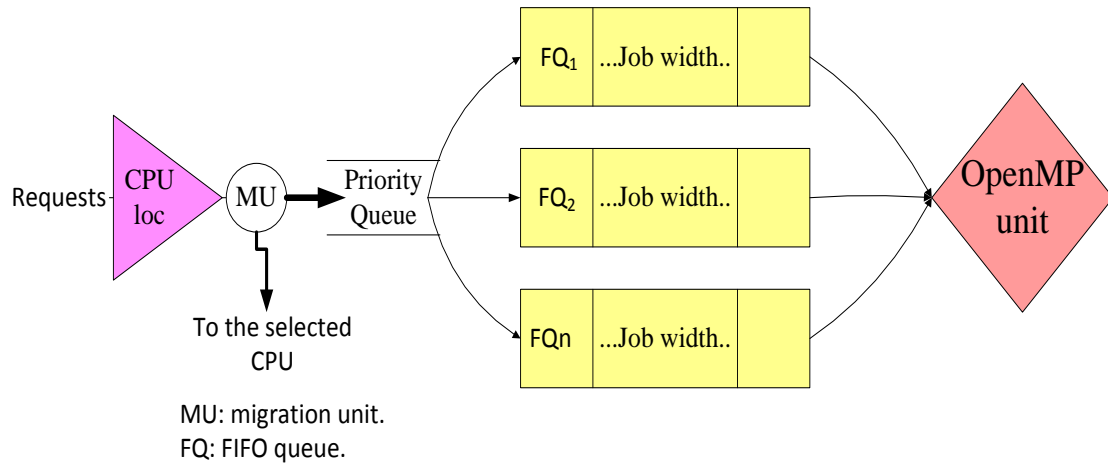 Requests
CPU
loc
MU
Priority
Queue
To the selected
CPU
FQ1 ...Job width..
FQ2 ...Job width..
FQn ...Job width..
OpenMP
unit
MU: migration unit.
FQ: FIFO queue.